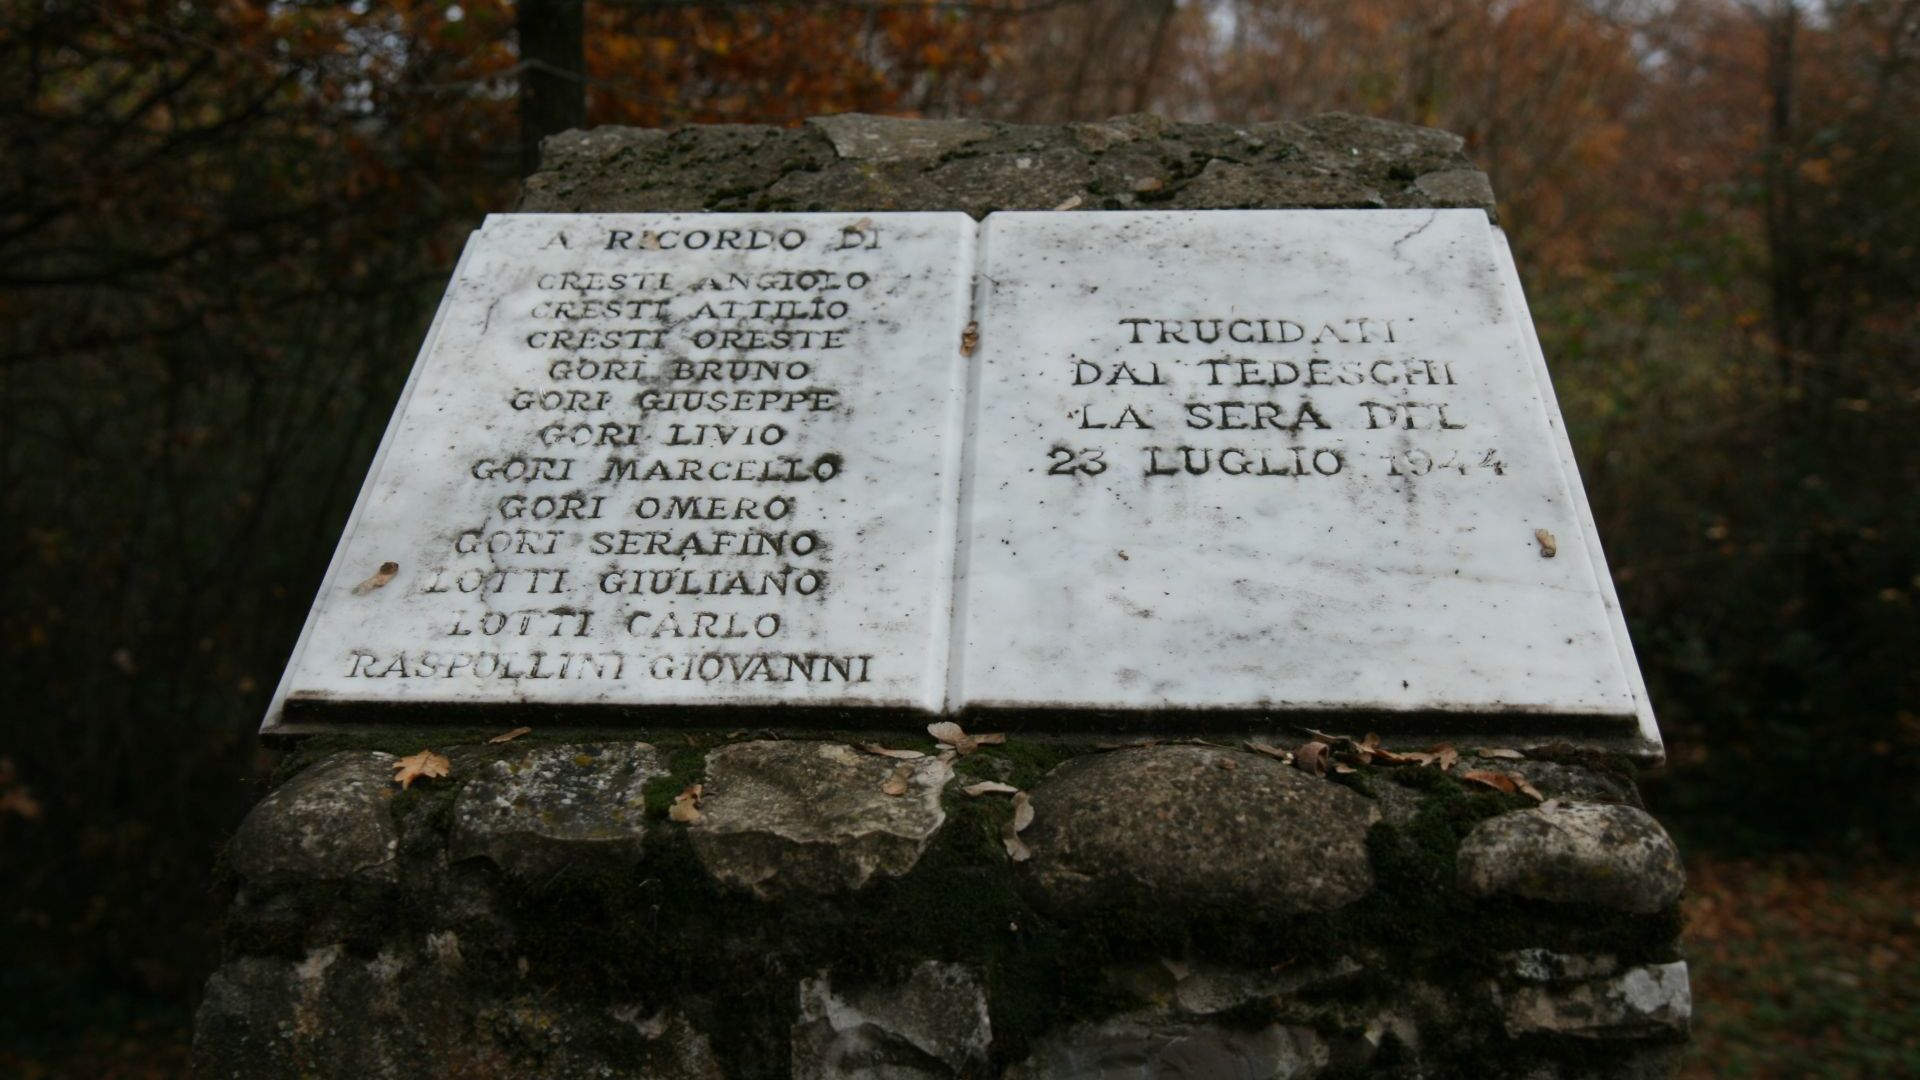 A RICORDO DI
CRESTI ANGIOLO
CRESTI ATTILIO
CRESTI ORESTE
GORI BRUNO
GORI GIUSEPPE
GORI LIVIO
GORI MARCELLO
GORI OMERO
GORI SERAFINO
LOTTI GIULIANO
LOTTI CARLO
RASPOLLINI GIOVANNI
TRUCIDATI
DAI TEDESCHI
LA SERA DEL
23 LUGLIO 1944